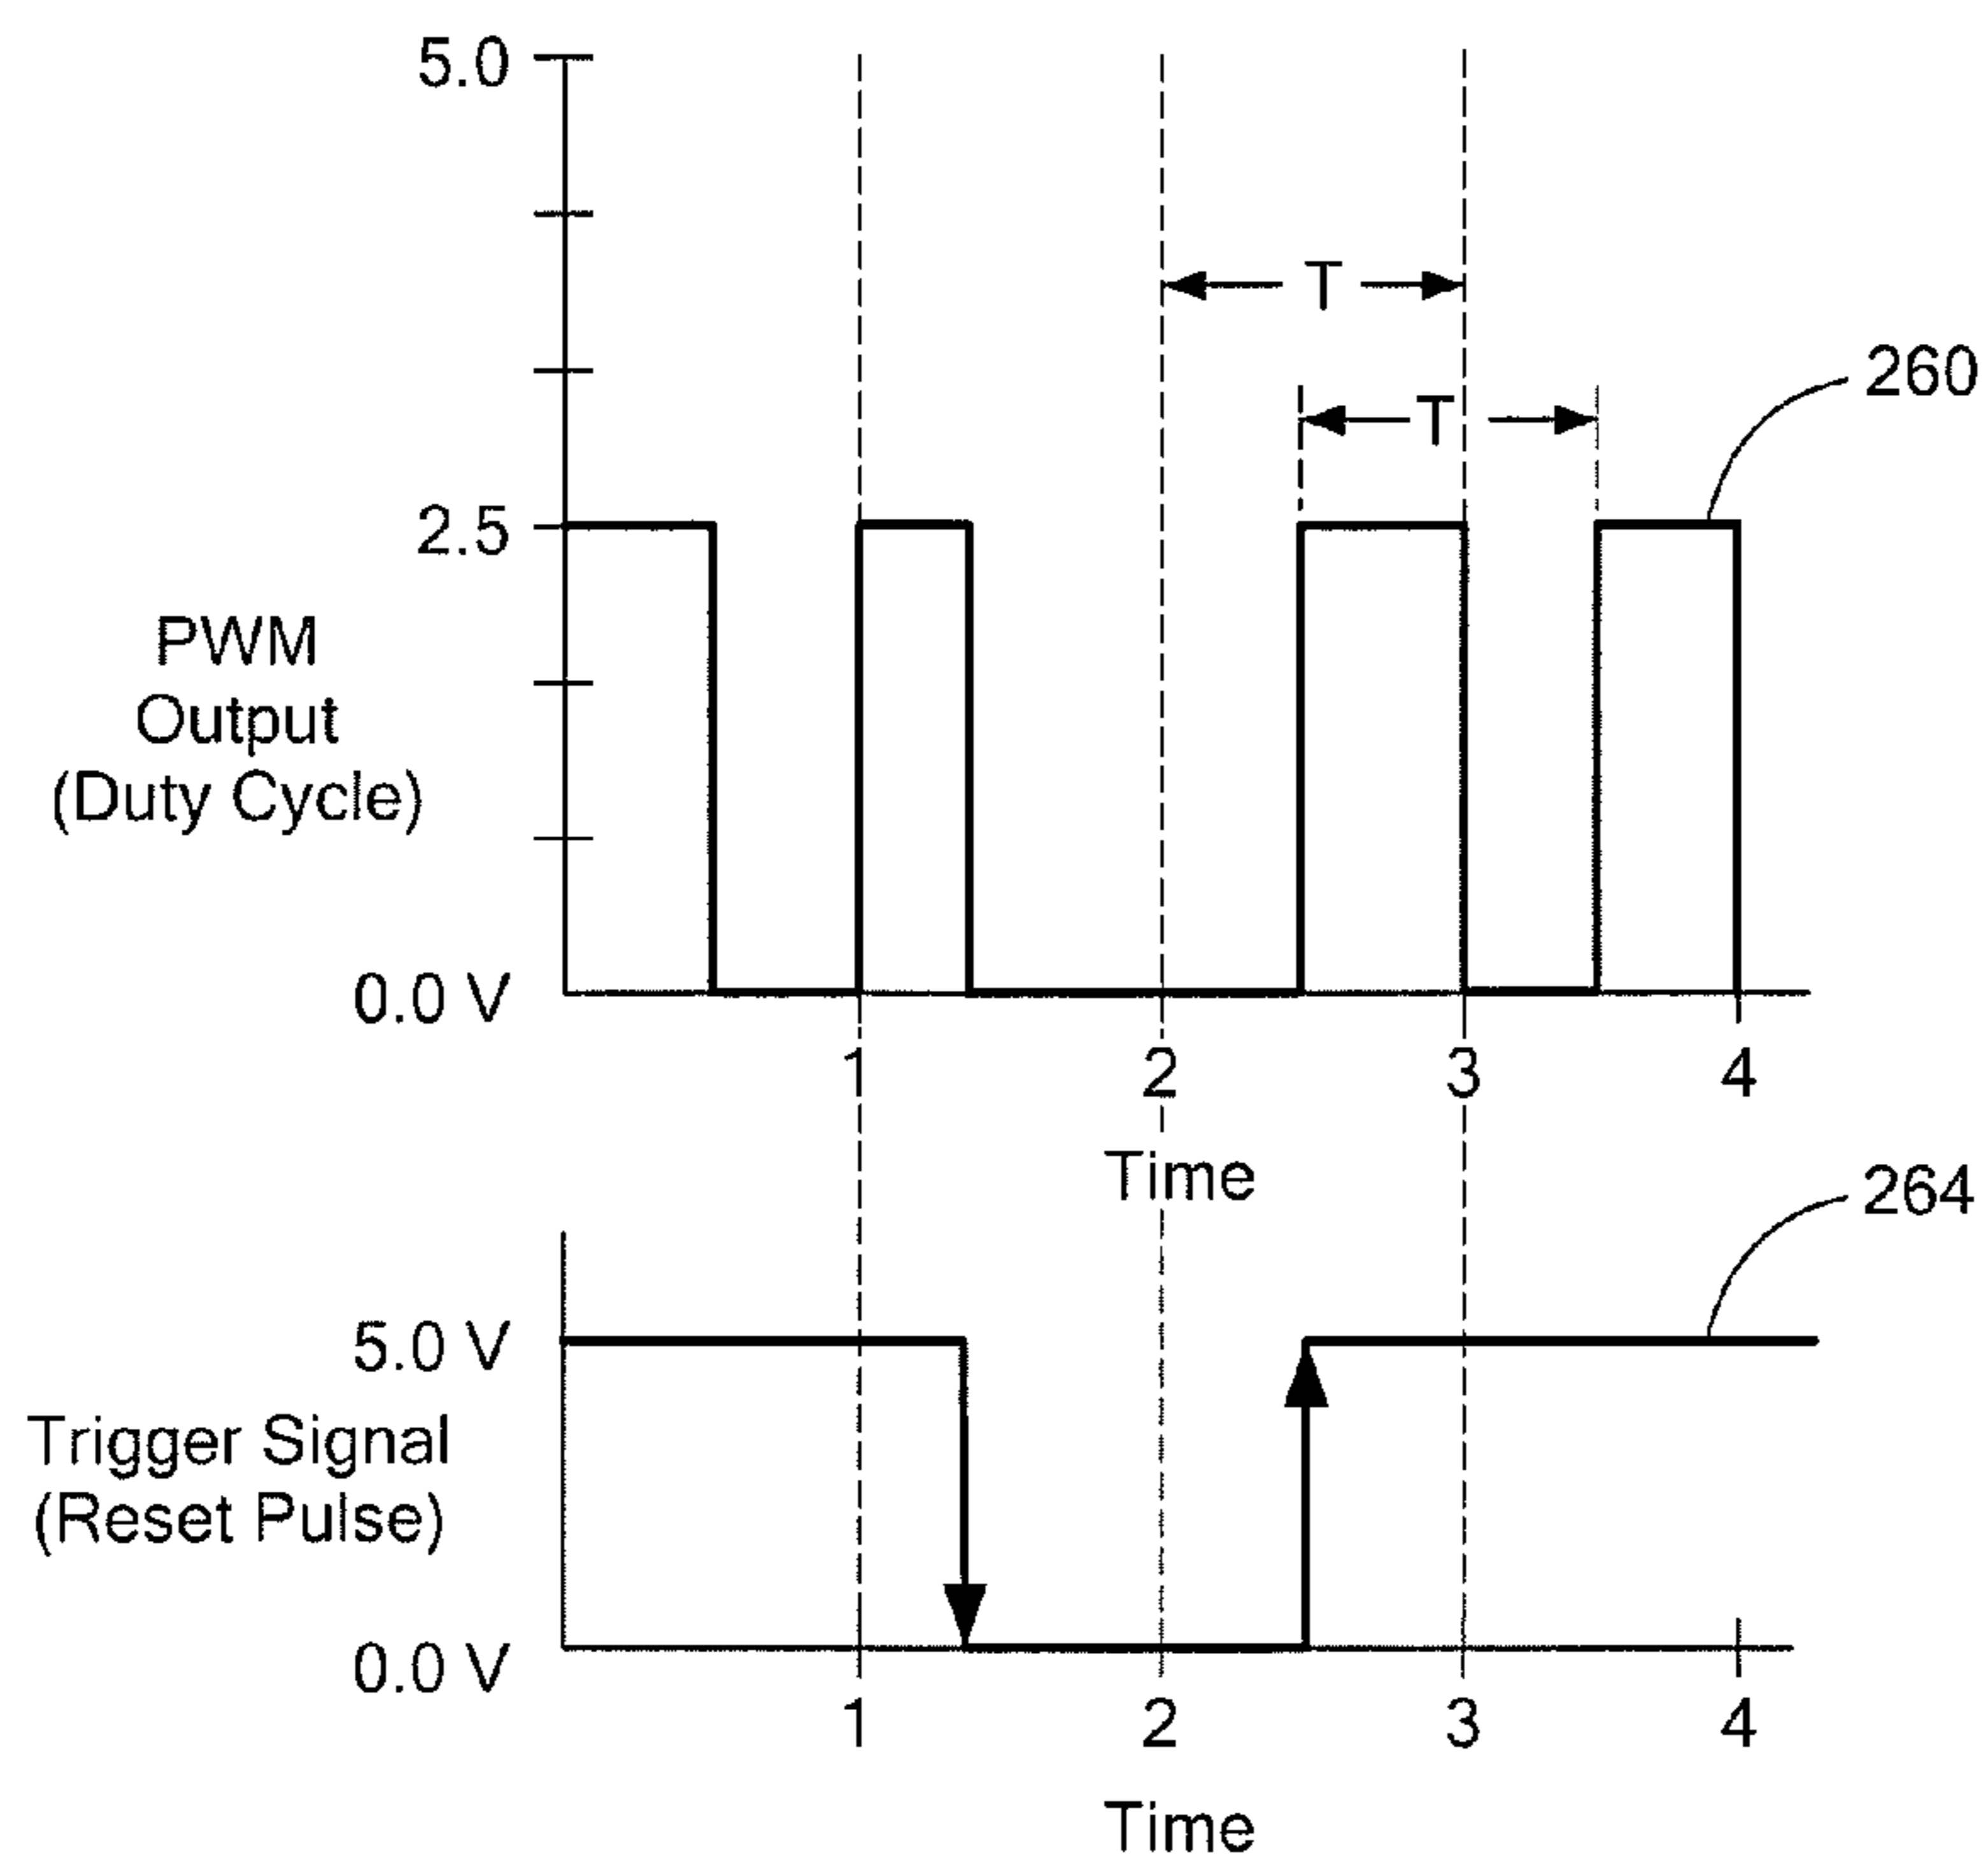 5.0
T
260
T
2.5
PWM
Output
(Duty Cycle)
0.0 V
1 2 3 4
Time
264
5.0 V
Trigger Signal
(Reset Pulse)
0.0 V
1 2 3 4
Time